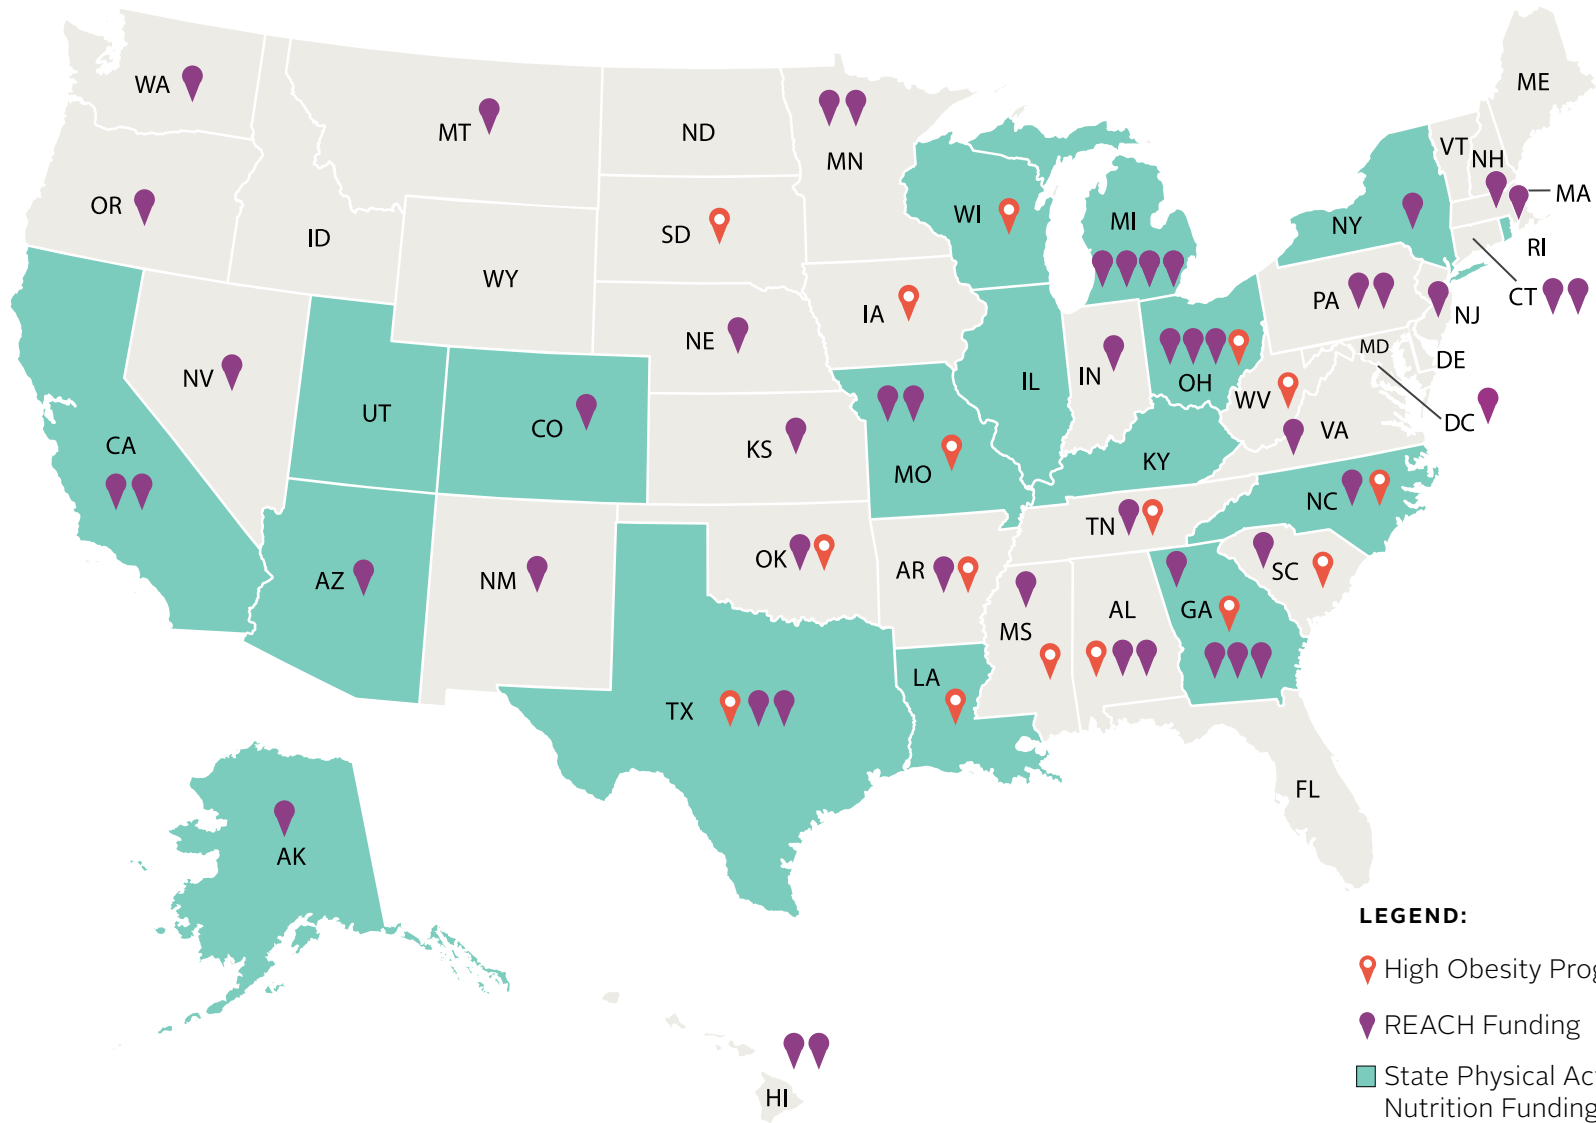 WA
MT
ND
MN
ME
VT
NH
MA
OR
ID
SD
WI
MI
NY
RI
WY
IA
PA
CT
NJ
NE
MD
DE
NV
IL
IN
OH
WV
DC
UT
CO
CA
KS
MO
KY
VA
NC
TN
AZ
NM
OK
AR
SC
MS
AL
GA
LA
TX
FL
AK
HI
LEGEND:
High Obesity Prog
REACH Funding
State Physical Ac
Nutrition Funding